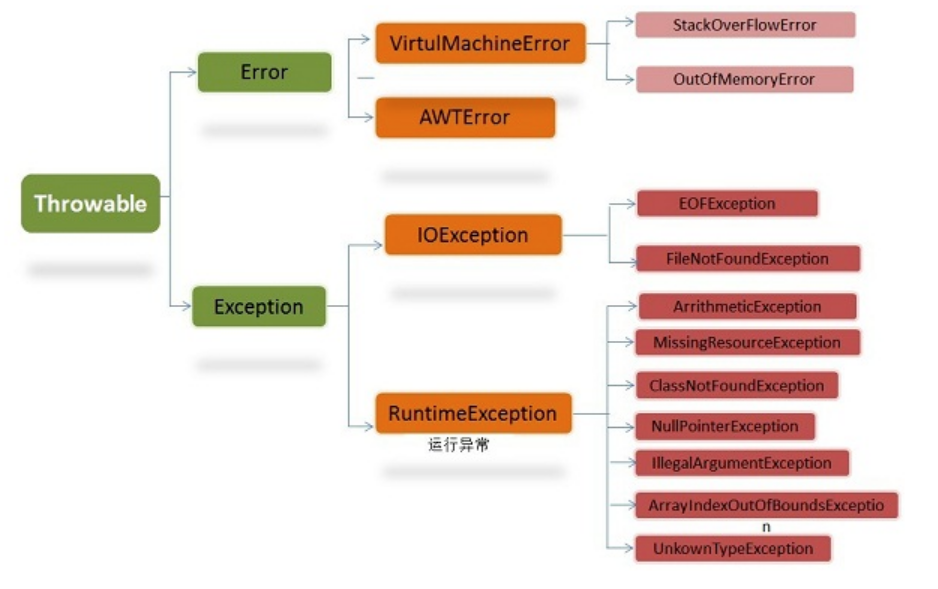 Throwable
Error
Exception
VirtulMachineError
AWTError
IOException
RuntimeException
运行异常
StackOverFlowError
OutOfMemoryError
EOFException
FileNotFoundException
ArrithmeticException
MissingResourceException
ClassNotFoundException
NullPointerException
IllegalArgumentException
ArrayIndexOutOfBoundsExceptio
n
UnkownTypeException